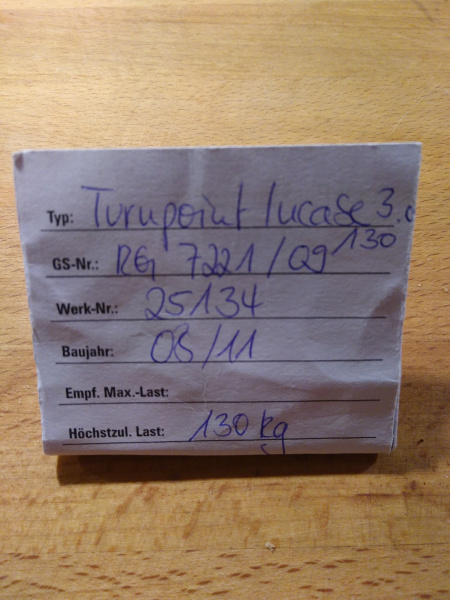 Typ: Turnpoint lucase 3.0
130
GS-Nr.: RG 7221/09
Werk-Nr.: 25134
Baujahr: 03/11
Empf. Max.-Last:
Höchstzul. Last: 130 kg